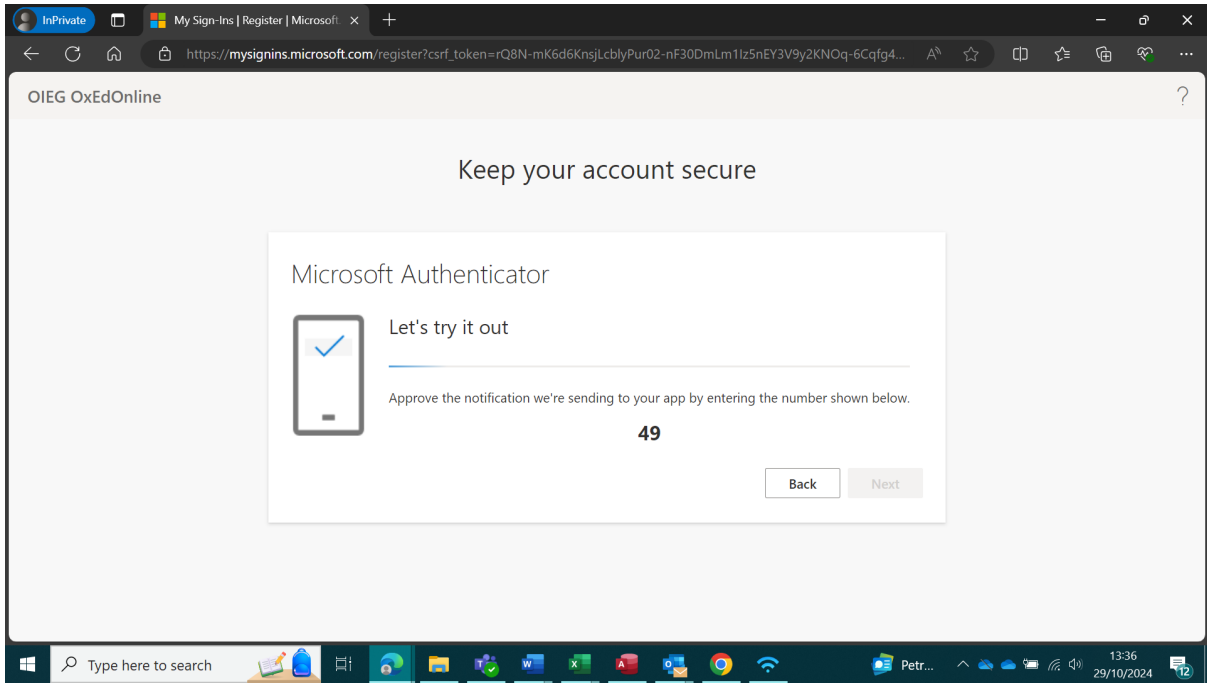 InPrivate
My Sign-Ins | Register | Microsoft
https://mysignins.microsoft.com/register?csrf_token=rQ8N-mK6d6KnsjLcblyPur02-nF30DmLm1Iz5nEY3V9y2KNOq-6Cqfg4...
OIEG OxEdOnline
?
Keep your account secure
Microsoft Authenticator
Let's try it out
Approve the notification we're sending to your app by entering the number shown below.
49
Back
Next
Type here to search
Petr...
13:36
29/10/2024
12